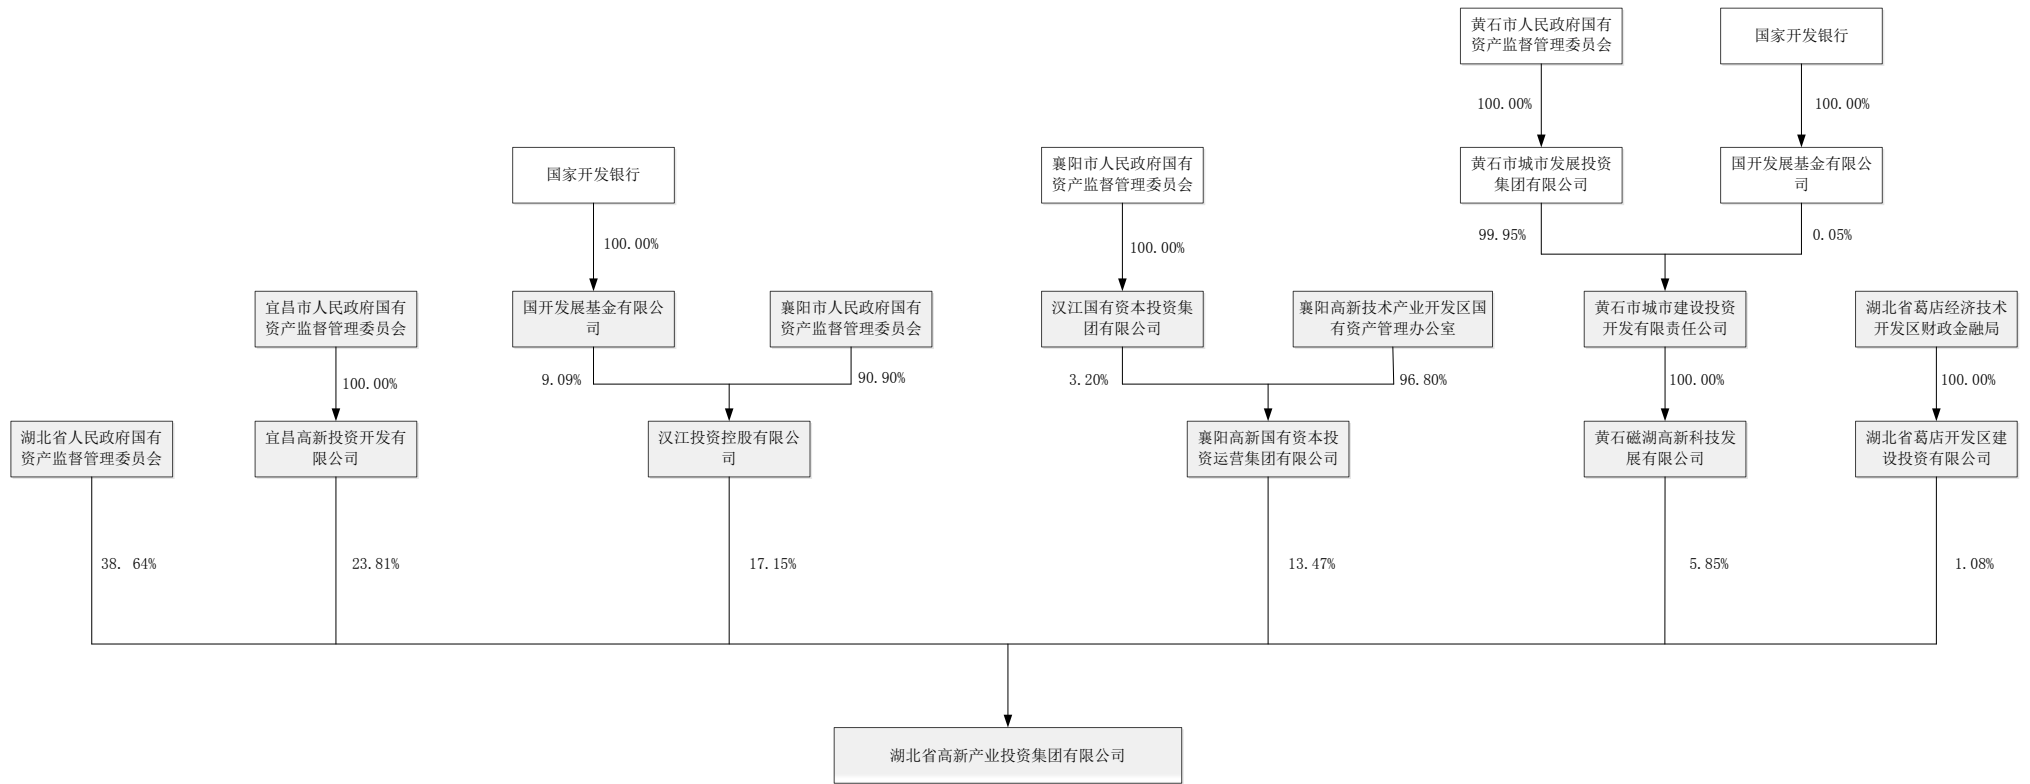 黄石市人民政府国有
资产监督管理委员会
国家开发银行
100.00%
100.00%
国家开发银行
襄阳市人民政府国有
资产监督管理委员会
黄石市城市发展投资
集团有限公司
国开发展基金有限公
司
100.00%
100.00%
99.95%
0.05%
宜昌市人民政府国有
资产监督管理委员会
国开发展基金有限公
司
襄阳市人民政府国有
资产监督管理委员会
汉江国有资本投资集
团有限公司
襄阳高新技术产业开发区国
有资产管理办公室
黄石市城市建设投资
开发有限责任公司
湖北省葛店经济技术
开发区财政金融局
100.00%
9.09%
90.90%
3.20%
96.80%
100.00%
100.00%
湖北省人民政府国有
资产监督管理委员会
宜昌高新投资开发有
限公司
汉江投资控股有限公
司
襄阳高新国有资本投
资运营集团有限公司
黄石磁湖高新科技发
展有限公司
湖北省葛店开发区建
设投资有限公司
38. 64%
23.81%
17.15%
13.47%
5.85%
1.08%
湖北省高新产业投资集团有限公司